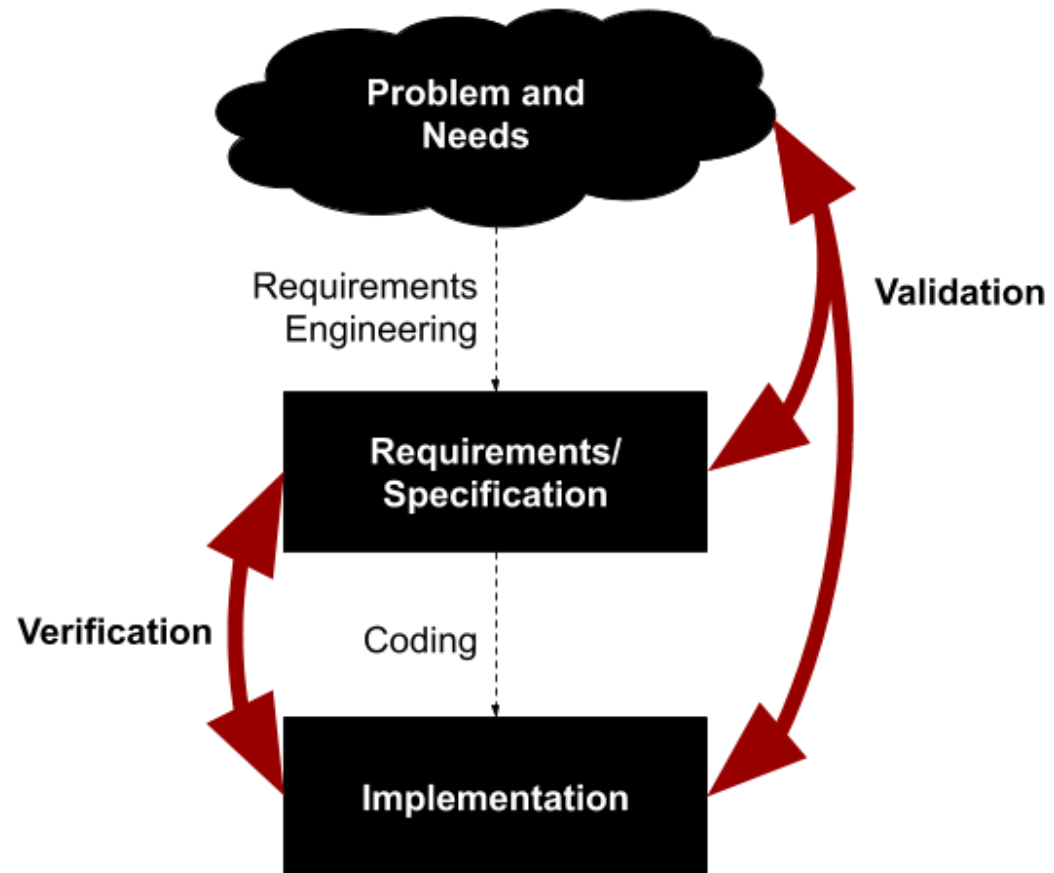 Problem and
Needs
Requirements
Engineering
Validation
Requirements/
Specification
Verification
Coding
Implementation